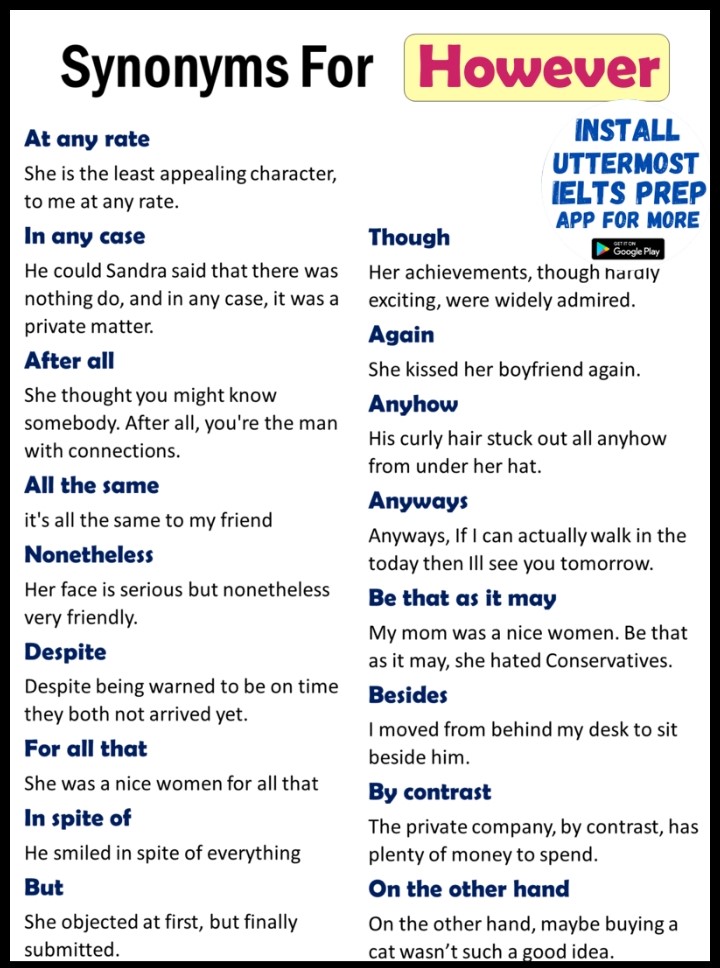 Synonyms For However
INSTALL
UTTERMOST
IELTS PREP
APP FOR MORE
GET IT ON
Google Play
At any rate
She is the least appealing character,
to me at any rate.
In any case
He could Sandra said that there was
nothing do, and in any case, it was a
private matter.
After all
She thought you might know
somebody. After all, you're the man
with connections.
All the same
it's all the same to my friend
Nonetheless
Her face is serious but nonetheless
very friendly.
Despite
Despite being warned to be on time
they both not arrived yet.
For all that
She was a nice women for all that
In spite of
He smiled in spite of everything
But
She objected at first, but finally
submitted.
Though
Her achievements, though hardly
exciting, were widely admired.
Again
She kissed her boyfriend again.
Anyhow
His curly hair stuck out all anyhow
from under her hat.
Anyways
Anyways, If I can actually walk in the
today then Ill see you tomorrow.
Be that as it may
My mom was a nice women. Be that
as it may, she hated Conservatives.
Besides
I moved from behind my desk to sit
beside him.
By contrast
The private company, by contrast, has
plenty of money to spend.
On the other hand
On the other hand, maybe buying a
cat wasn't such a good idea.